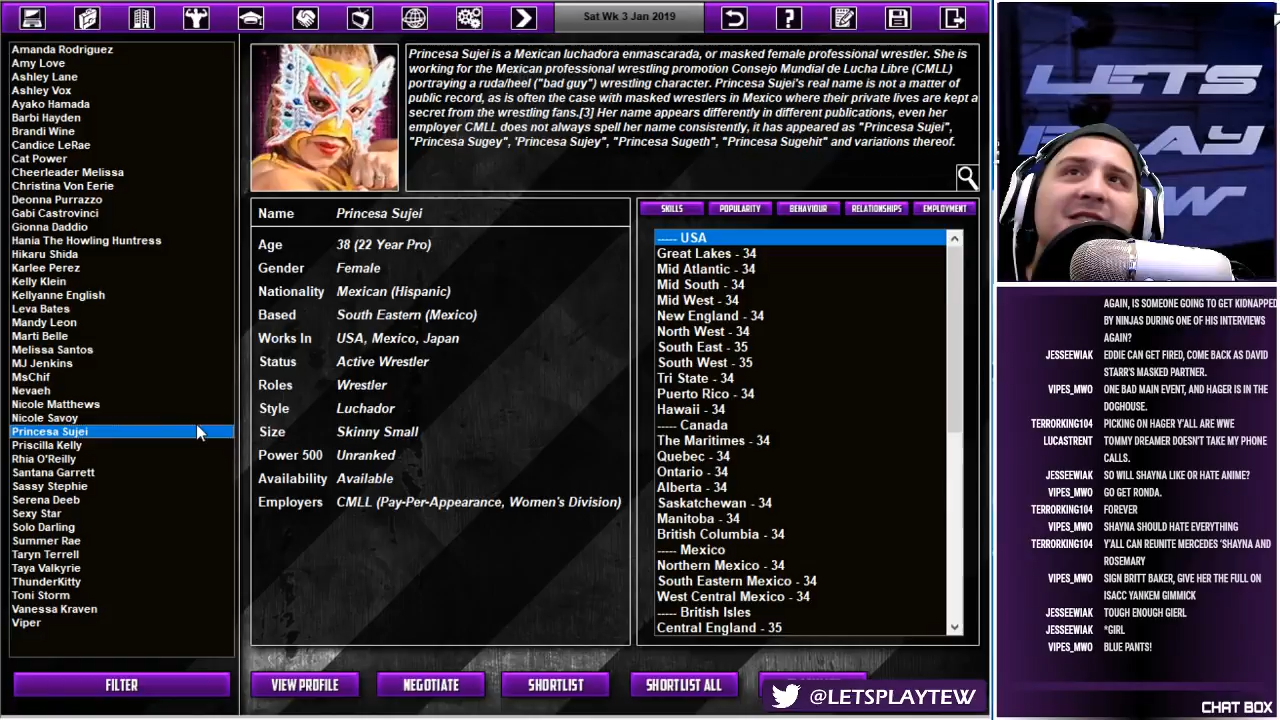 Sat Wk 3 Jan 2019
Amanda Rodriguez
Amy Love
Ashley Lane
Ashley Vox
Ayako Hamada
Barbi Hayden
Brandi Wine
Candice LeRae
Cat Power
Cheerleader Melissa
Christina Von Eerie
Deonna Purrazzo
Gabi Castrovinci
Gionna Daddio
Hania The Howling Huntress
Hikaru Shida
Karlee Perez
Kelly Klein
Kellyanne English
Leva Bates
Mandy Leon
Marti Belle
Melissa Santos
MJ Jenkins
MsChif
Nevaeh
Nicole Matthews
Nicole Savoy
Princesa Sujei
Priscilla Kelly
Rhia O'Reilly
Santana Garrett
Sassy Stephie
Serena Deeb
Sexy Star
Solo Darling
Summer Rae
Taryn Terrell
Taya Valkyrie
ThunderKitty
Toni Storm
Vanessa Kraven
Viper
FILTER
Princesa Sujei is a Mexican luchadora enmascarada, or masked female professional wrestler. She is
working for the Mexican professional wrestling promotion Consejo Mundial de Lucha Libre (CMLL)
portraying a ruda/heel ("bad guy") wrestling character. Princesa Sujei's real name is not a matter of
public record, as is often the case with masked wrestlers in Mexico where their private lives are kept a
secret from the wrestling fans.[3] Her name appears differently in different publications, even her
employer CMLL does not always spell her name consistently, it has appeared as "Princesa Sujei",
"Princesa Sugey", 'Princesa Sujey", "Princesa Sugeth", "Princesa Sugehit" and variations thereof.
Name Princesa Sujei
Age 38 (22 Year Pro)
Gender Female
Nationality Mexican (Hispanic)
Based South Eastern (Mexico)
Works In USA, Mexico, Japan
Status Active Wrestler
Roles Wrestler
Style Luchador
Size Skinny Small
Power 500 Unranked
Availability Available
Employers CMLL (Pay-Per-Appearance, Women's Division)
SKILLS POPULARITY BEHAVIOUR RELATIONSHIPS EMPLOYMENT
----- USA
Great Lakes - 34
Mid Atlantic - 34
Mid South - 34
Mid West - 34
New England - 34
North West - 34
South East - 35
South West - 35
Tri State - 34
Puerto Rico - 34
Hawaii - 34
----- Canada
The Maritimes - 34
Quebec - 34
Ontario - 34
Alberta - 34
Saskatchewan - 34
Manitoba - 34
British Columbia - 34
----- Mexico
Northern Mexico - 34
South Eastern Mexico - 34
West Central Mexico - 34
----- British Isles
Central England - 35
VIEW PROFILE NEGOTIATE SHORTLIST SHORTLIST ALL
@LETSPLAYTEW
LETS
PLAY
AGAIN, IS SOMEONE GOING TO GET KIDNAPPED
BY NINJAS DURING ONE OF HIS INTERVIEWS
AGAIN?
JESSEEWIAK EDDIE CAN GET FIRED, COME BACK AS DAVID
STARR'S MASKED PARTNER.
VIPES_MWO ONE BAD MAIN EVENT, AND HAGER IS IN THE
DOGHOUSE.
TERRORKING104 PICKING ON HAGER Y'ALL ARE WWE
LUCASTRENT TOMMY DREAMER DOESN'T TAKE MY PHONE
CALLS.
JESSEEWIAK SO WILL SHAYNA LIKE OR HATE ANIME?
VIPES_MWO GO GET RONDA.
TERRORKING104 FOREVER
VIPES_MWO SHAYNA SHOULD HATE EVERYTHING
TERRORKING104 Y'ALL CAN REUNITE MERCEDES 'SHAYNA AND
ROSEMARY
VIPES_MWO SIGN BRITT BAKER, GIVE HER THE FULL ON
ISACC YANKEM GIMMICK
JESSEEWIAK TOUGH ENOUGH GIERL
JESSEEWIAK *GIRL
VIPES_MWO BLUE PANTS!
CHAT BOX